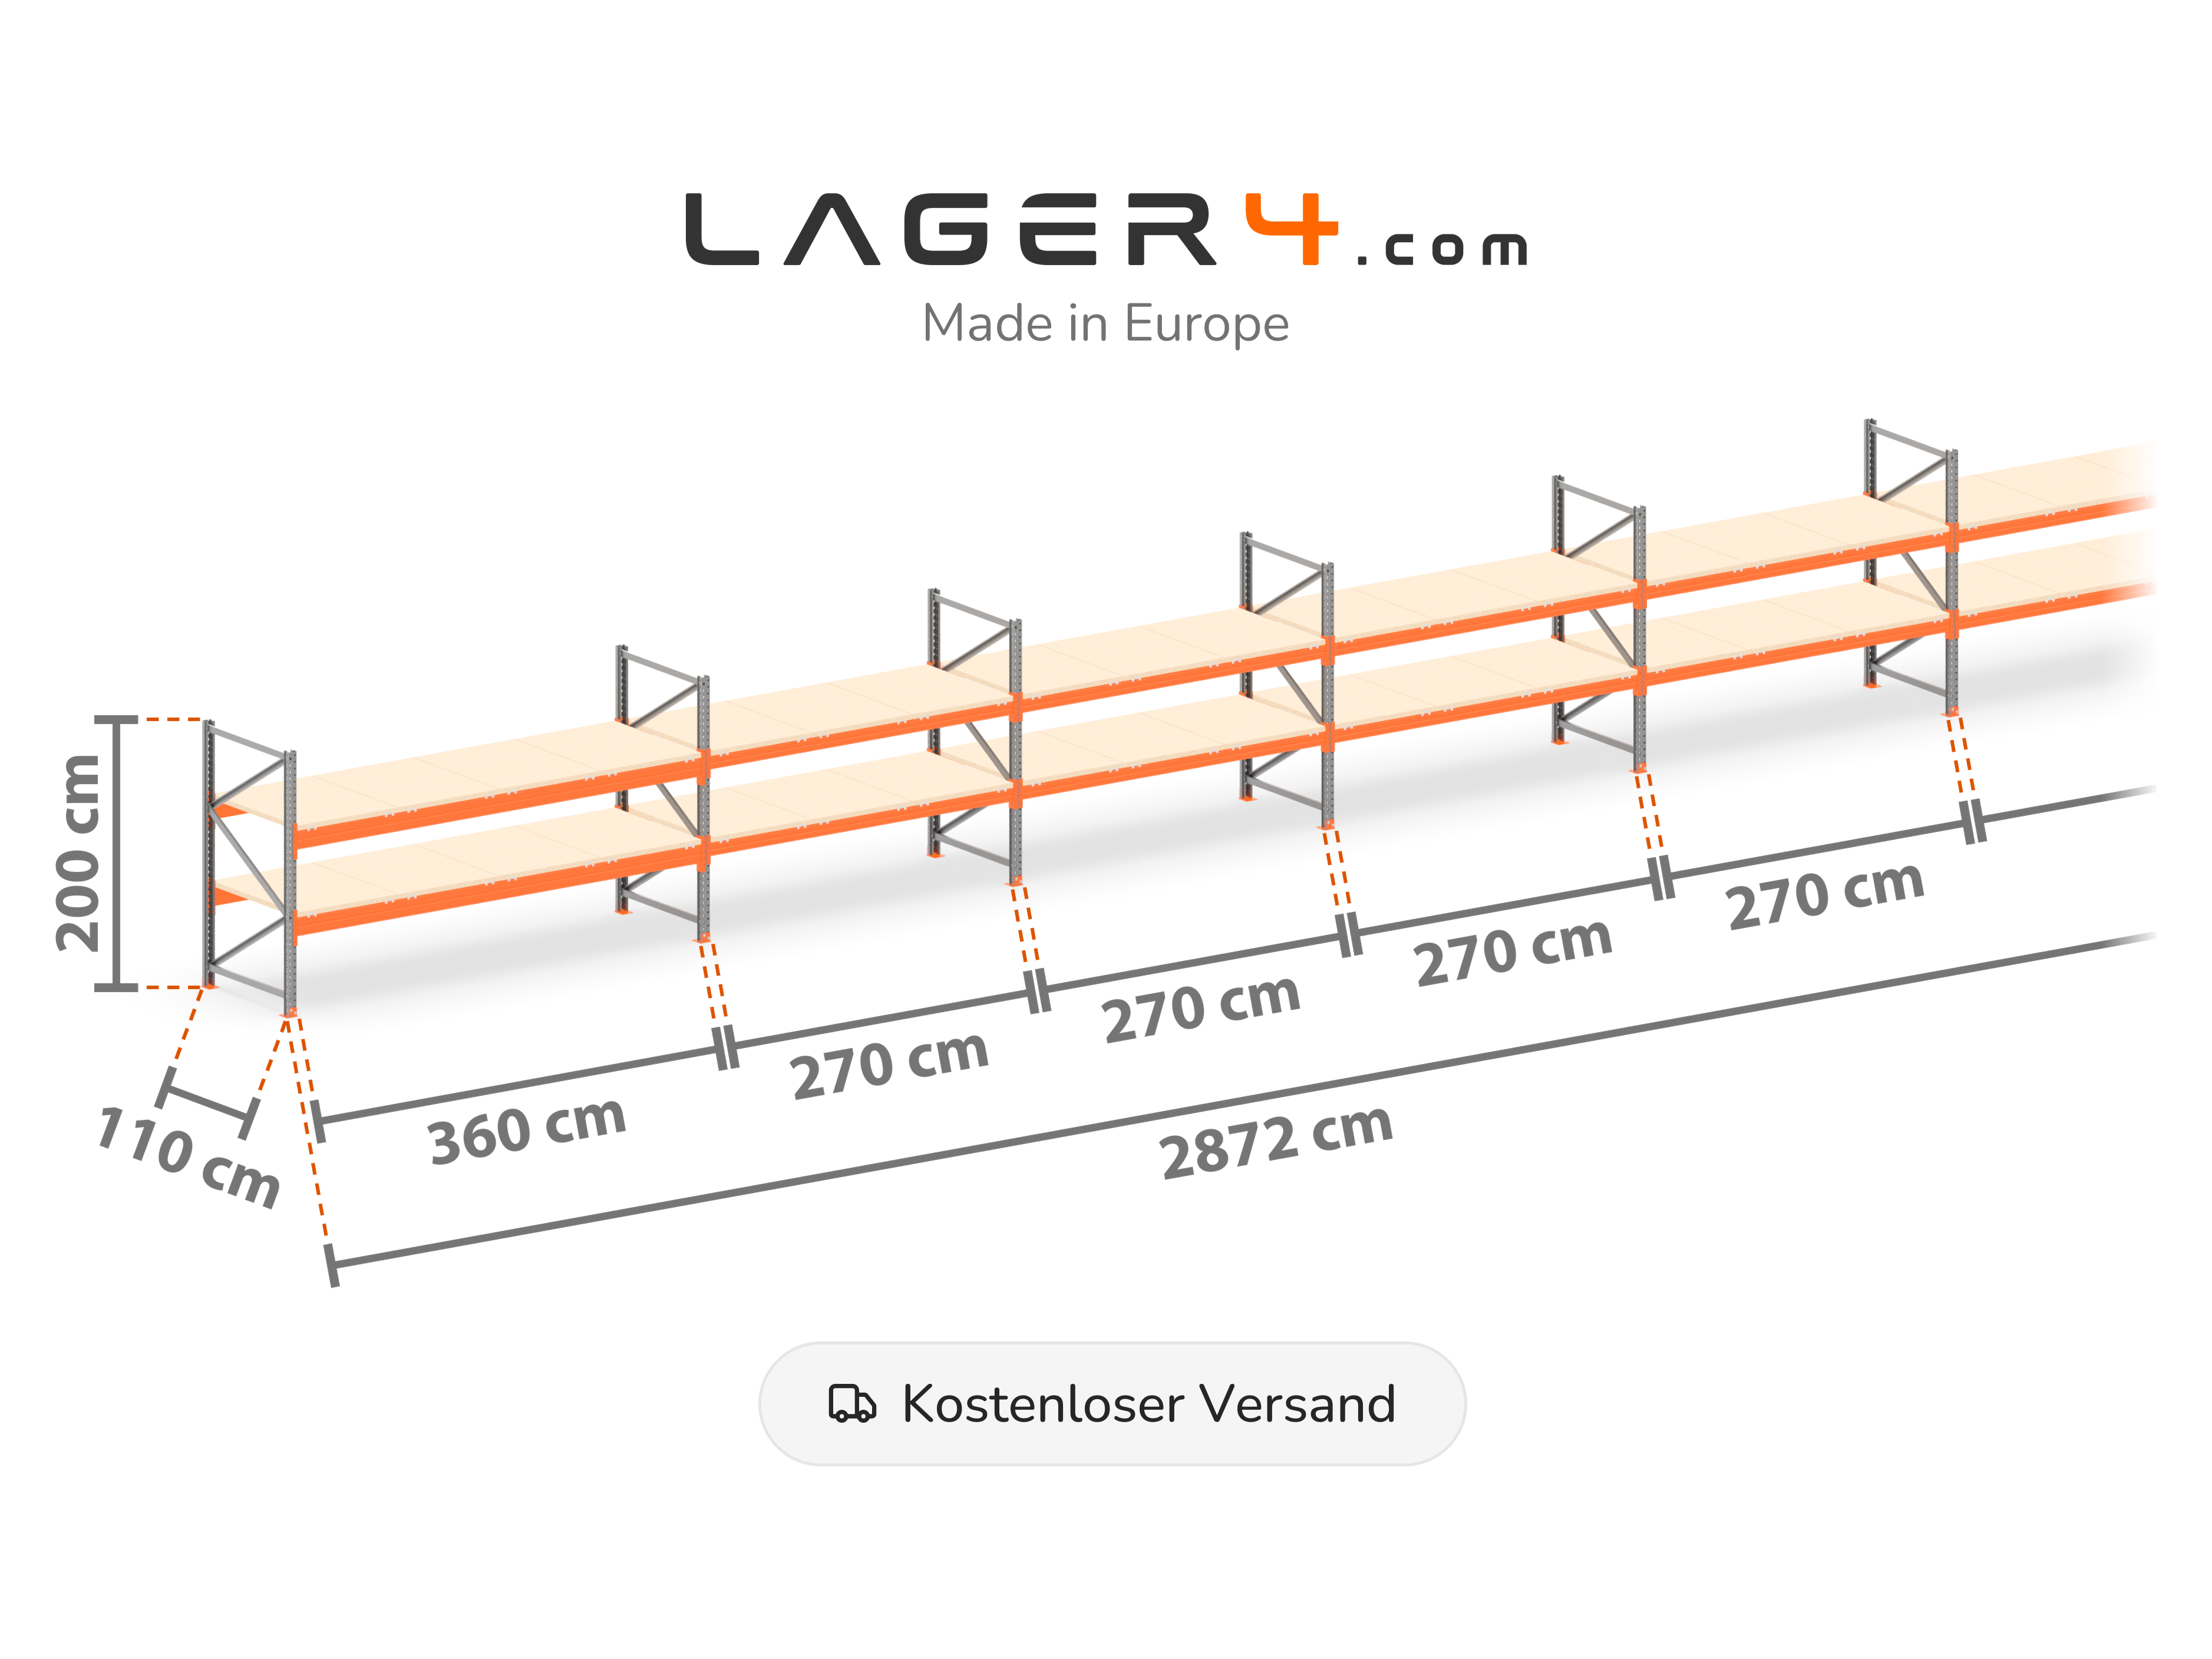 LAGER4.com
Made in Europe
200 cm
110 cm
360 cm
270 cm
270 cm
270 cm
270 cm
2872 cm
Kostenloser Versand